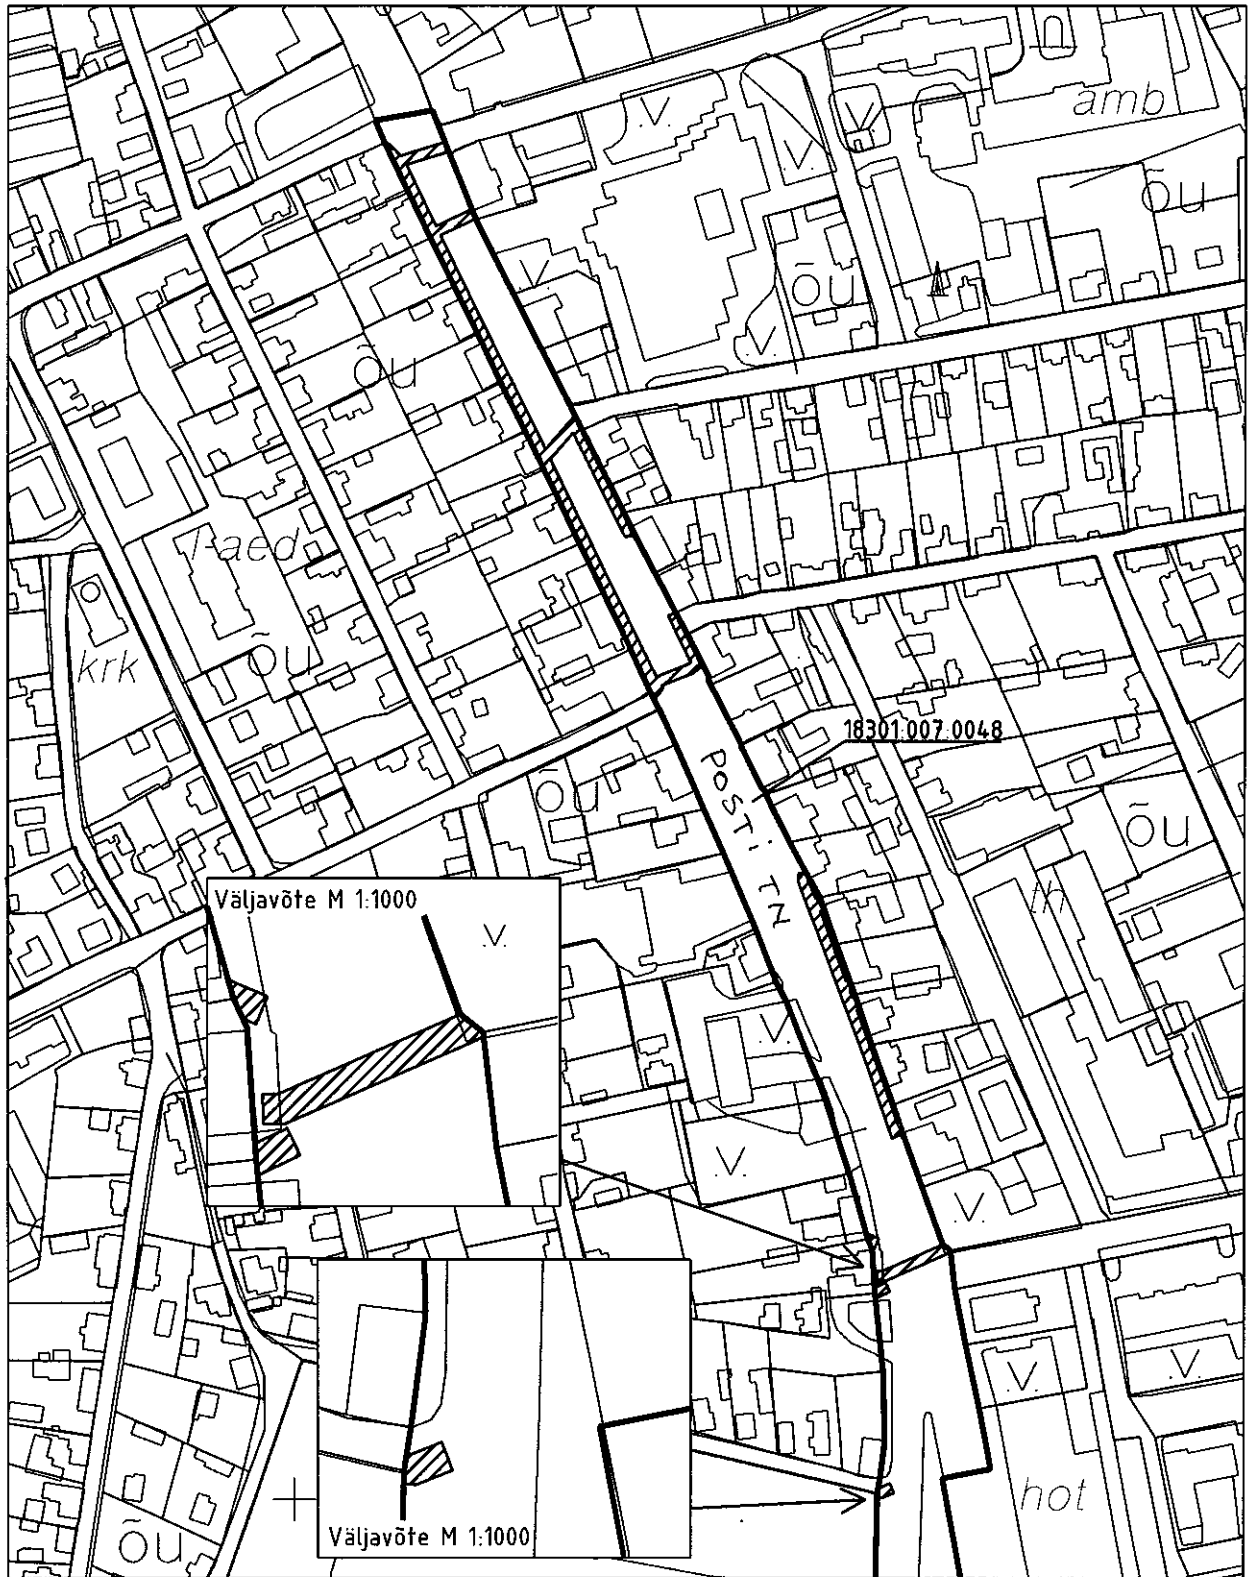 .V.
amb
V
V.
õu
V.
õu
V.
õu
l-aed
õu
krk
18301:007:0048
POSTI TN
õu
õu
th
Väljavõte M 1:1000
.V.
V.
.V.
.V.
.V.
V.
hot
Väljavõte M 1:1000
õu